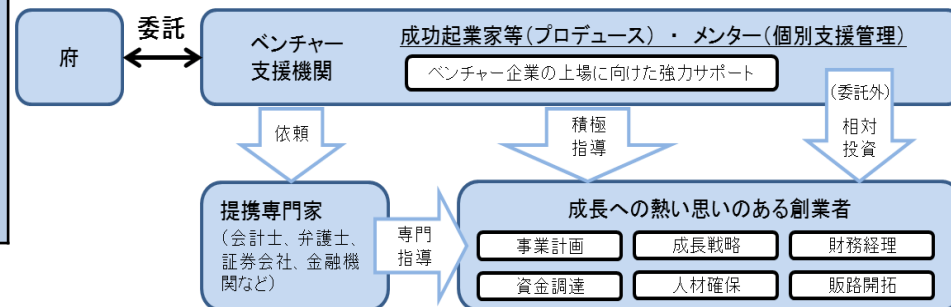 府
委託
ベンチャー
支援機関
成功起業家等(プロデュース) ・ メンター(個別支援管理)
ベンチャー企業の上場に向けた強力サポート
依頼
積極
指導
(委託外)
相対
投資
提携専門家
(会計士、弁護士、
証券会社、金融機
関など)
専門
指導
成長への熱い思いのある創業者
事業計画
成長戦略
財務経理
資金調達
人材確保
販路開拓